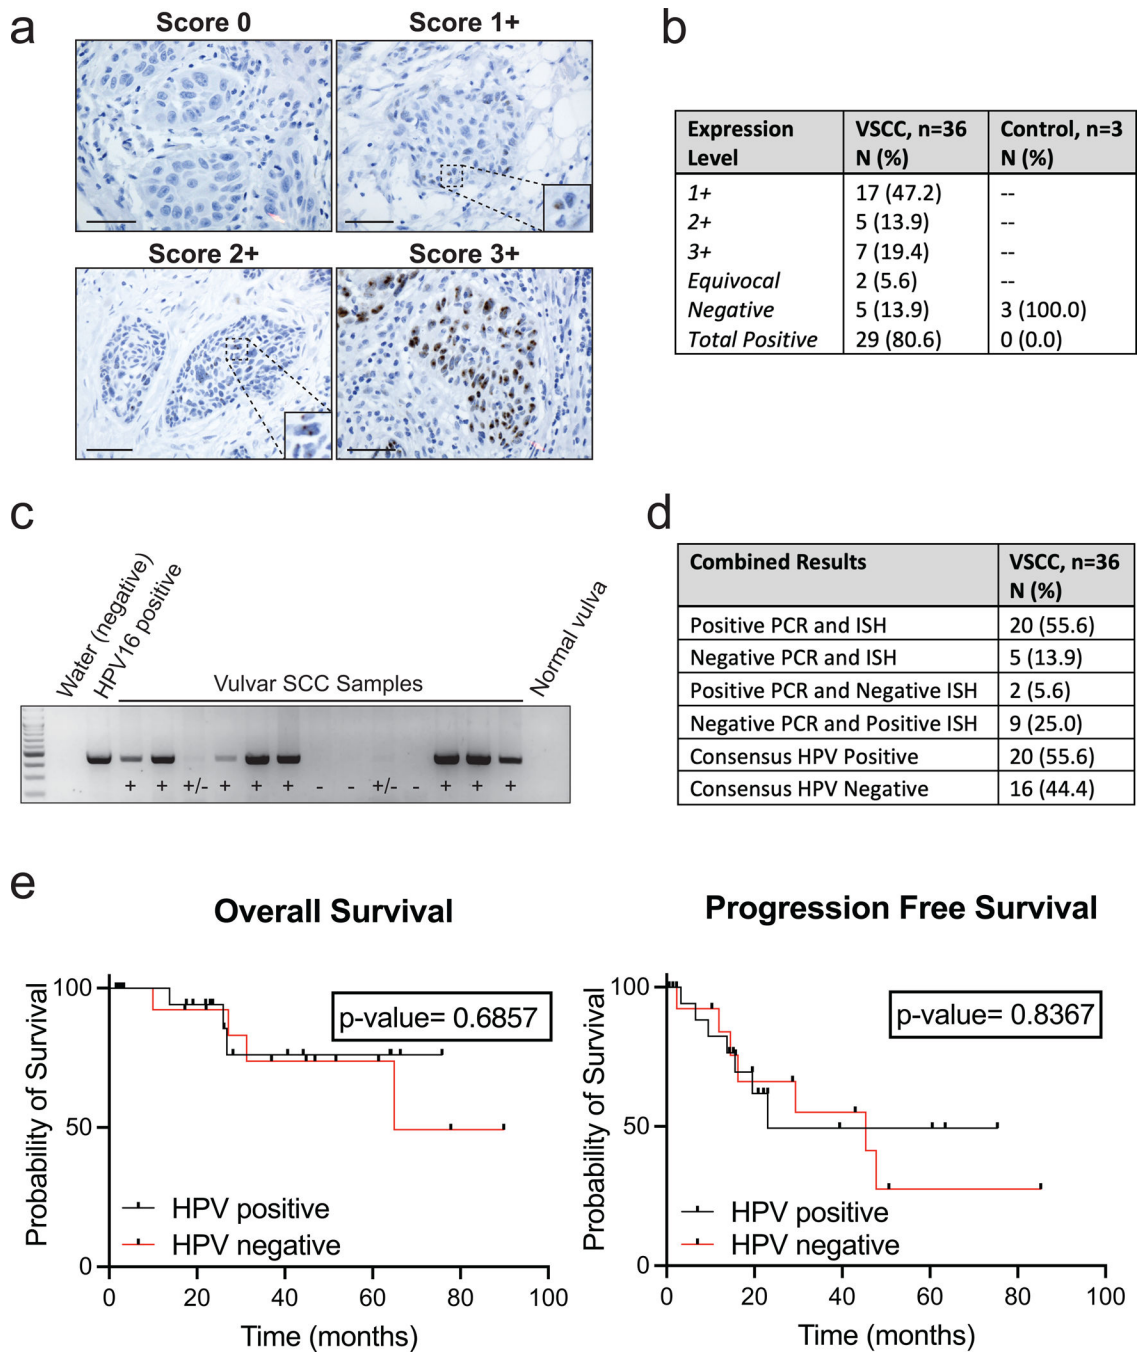 a
Score 0
Score 1+
Score 2+
Score 3+
b
Expression Level
VSCC, n=36 N (%)
Control, n=3 N (%)
1+ 17 (47.2) --
2+ 5 (13.9) --
3+ 7 (19.4) --
Equivocal 2 (5.6) --
Negative 5 (13.9) 3 (100.0)
Total Positive 29 (80.6) 0 (0.0)
c
Water (negative)
HPV16 positive
Vulvar SCC Samples
Normal vulva
+ + +/- + + + - - +/- - + + +
d
Combined Results
VSCC, n=36 N (%)
Positive PCR and ISH 20 (55.6)
Negative PCR and ISH 5 (13.9)
Positive PCR and Negative ISH 2 (5.6)
Negative PCR and Positive ISH 9 (25.0)
Consensus HPV Positive 20 (55.6)
Consensus HPV Negative 16 (44.4)
e
Overall Survival
Probability of Survival
100
50
0
p-value= 0.6857
HPV positive
HPV negative
0 20 40 60 80 100
Time (months)
Progression Free Survival
Probability of Survival
100
50
0
p-value= 0.8367
HPV positive
HPV negative
0 20 40 60 80 100
Time (months)